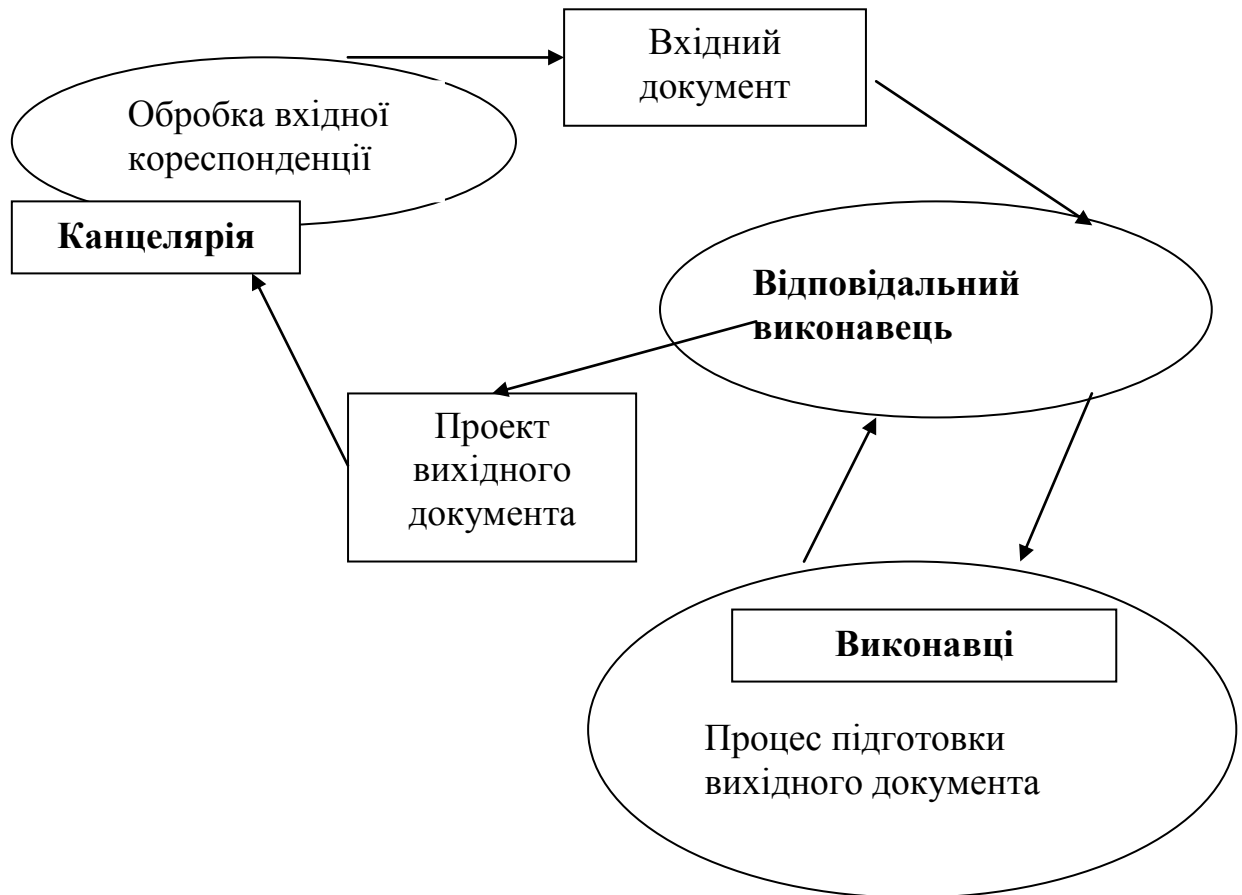 Вхідний
документ
Обробка вхідної
кореспонденції
Канцелярія
Відповідальний
виконавець
Проект
вихідного
документа
Виконавці
Процес підготовки
вихідного документа